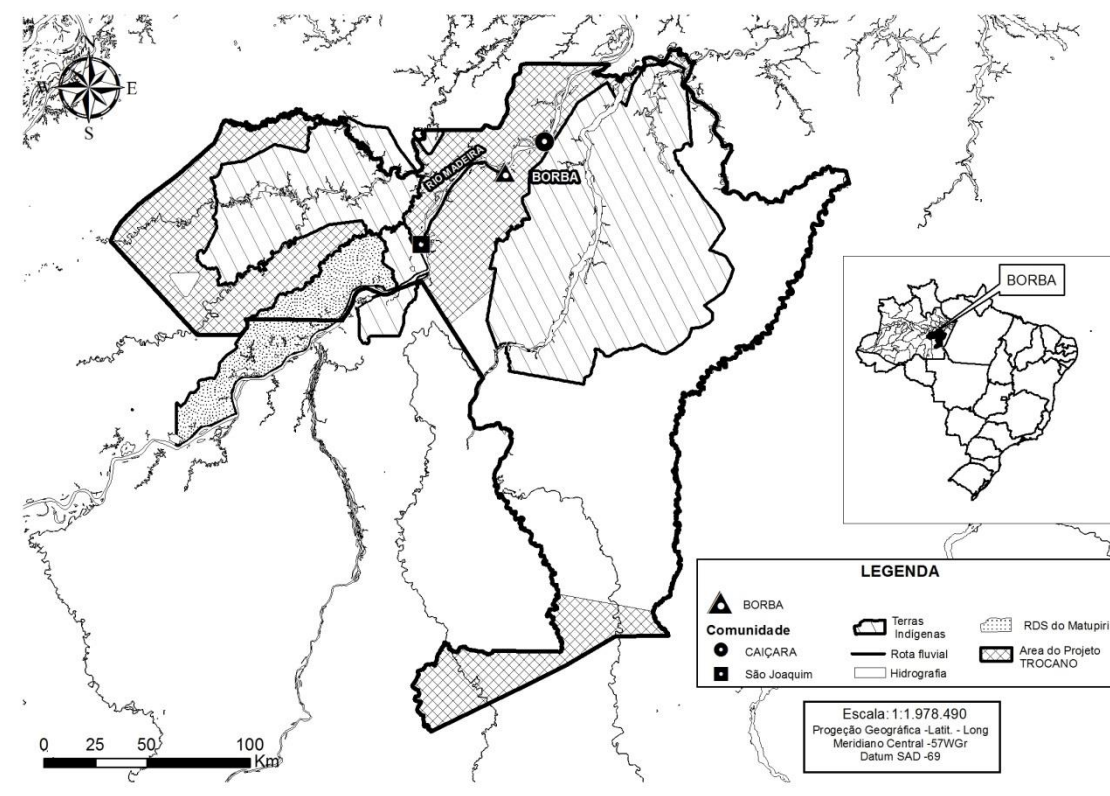 W
E
S
RIO MADEIRA
BORBA
BORBA
0 25 50 100
Km
LEGENDA
BORBA
Comunidade
CAIÇARA
São Joaquim
Terras
Indígenas
Rota fluvial
Hidrografia
RDS do Matupiri
Area do Projeto
TROCANO
Escala: 1:1.978.490
Progeção Geográfica -Latit. - Long
Meridiano Central -57WGr
Datum SAD -69